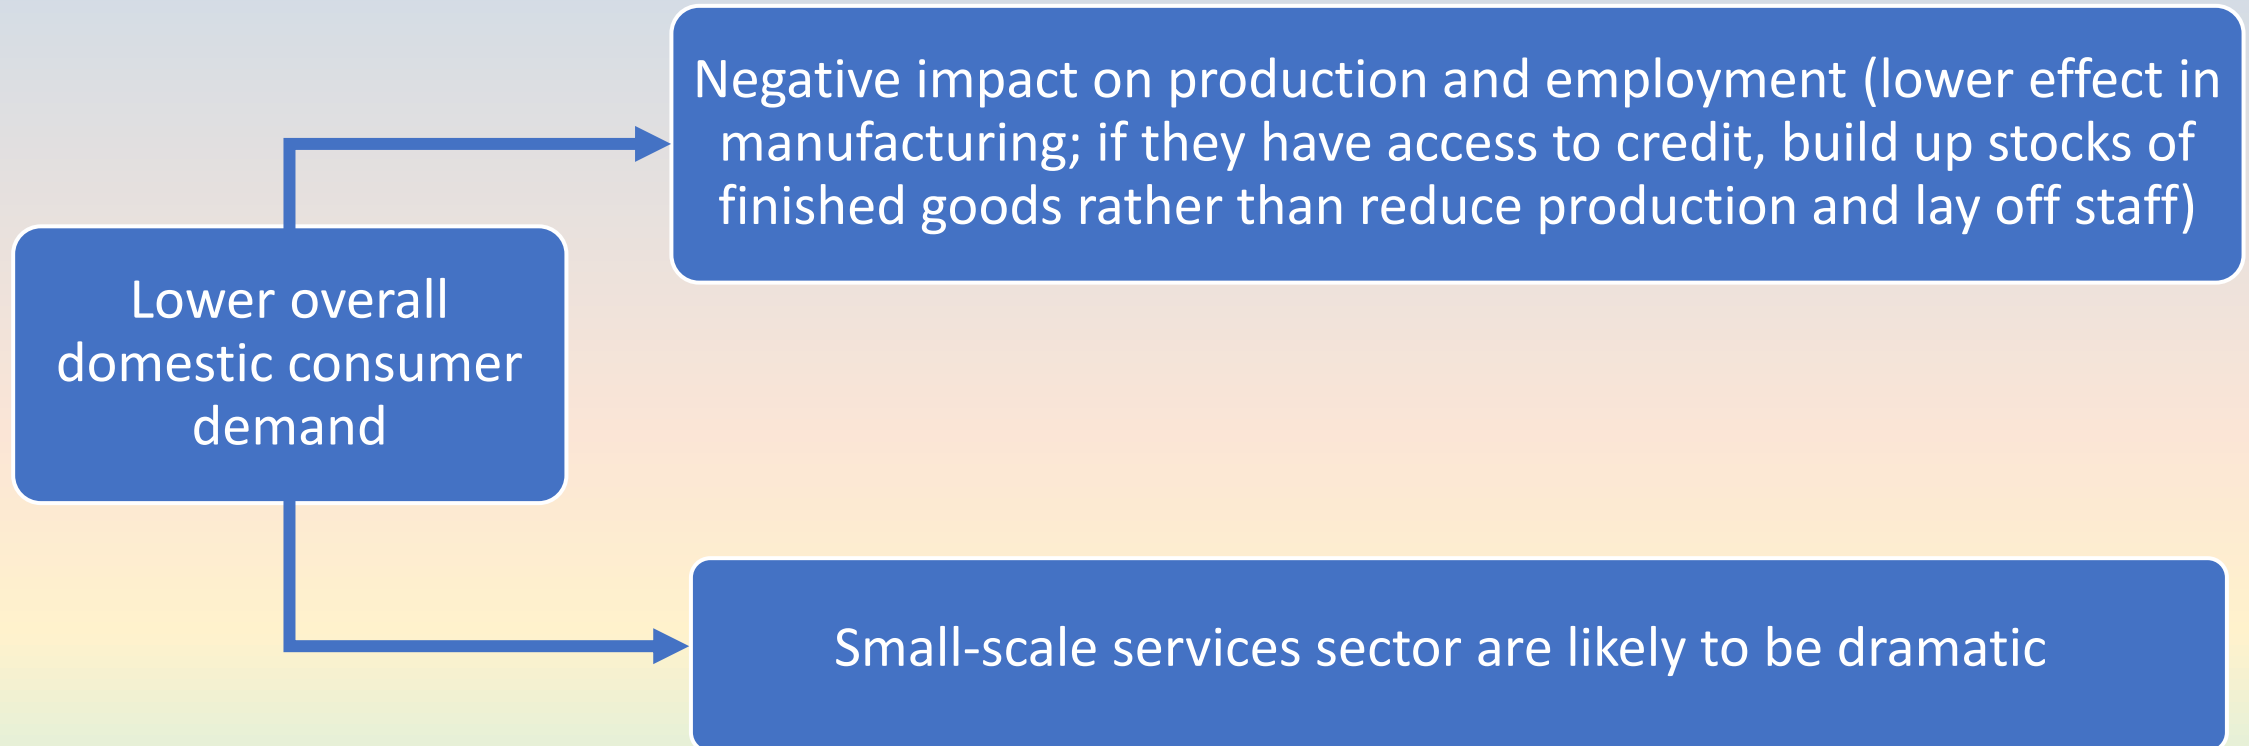 Negative impact on production and employment (lower effect in
manufacturing; if they have access to credit, build up stocks of
finished goods rather than reduce production and lay off staff)
Lower overall
domestic consumer
demand
Small-scale services sector are likely to be dramatic